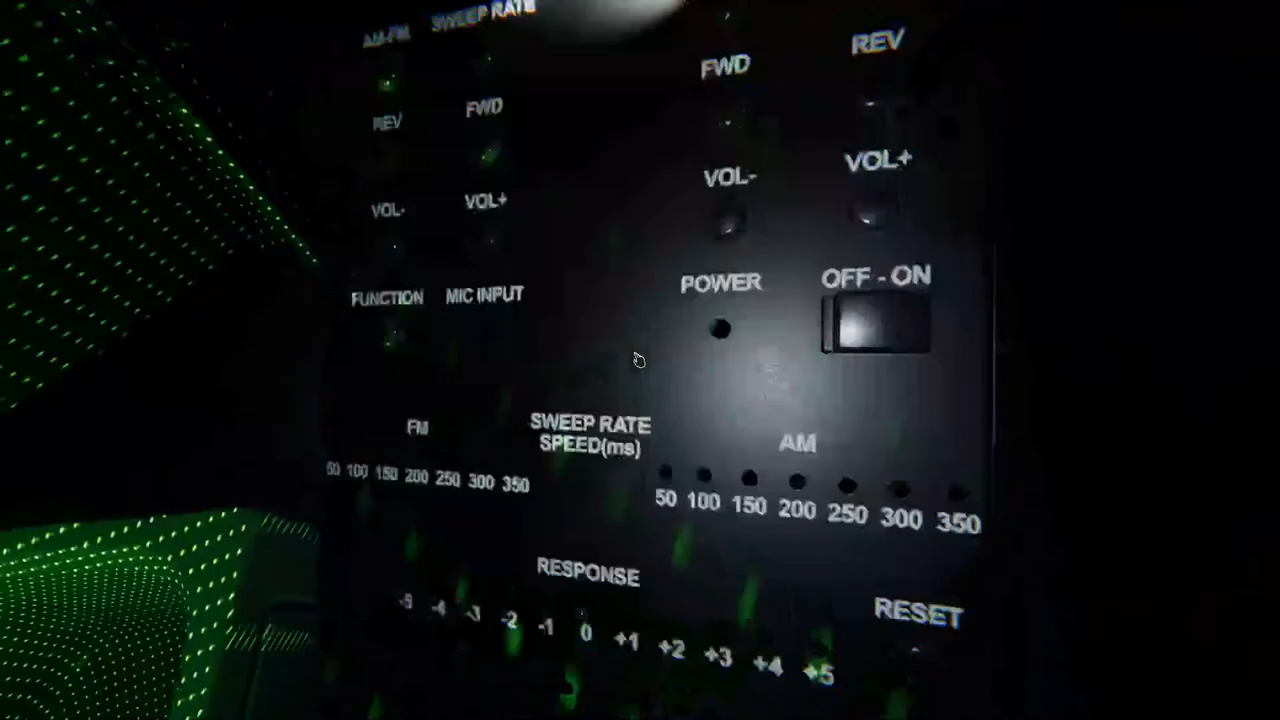 AM-FM SWEEP RATE
FWD REV
REV FWD
VOL- VOL+
VOL- VOL+
POWER OFF - ON
FUNCTION MIC INPUT
FM
SWEEP RATE
SPEED(ms)
AM
50 100 150 200 250 300 350
50 100 150 200 250 300 350
RESPONSE
-5 -4 -3 -2 -1 0 +1 +2 +3 +4 +5
RESET